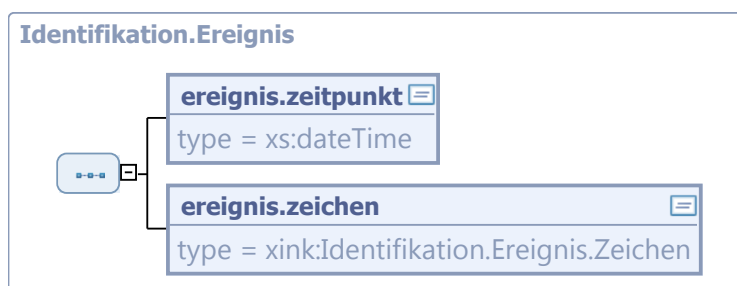 Identifikation.Ereignis
ereignis.zeitpunkt
type = xs:dateTime
ereignis.zeichen
type = xink:Identifikation.Ereignis.Zeichen